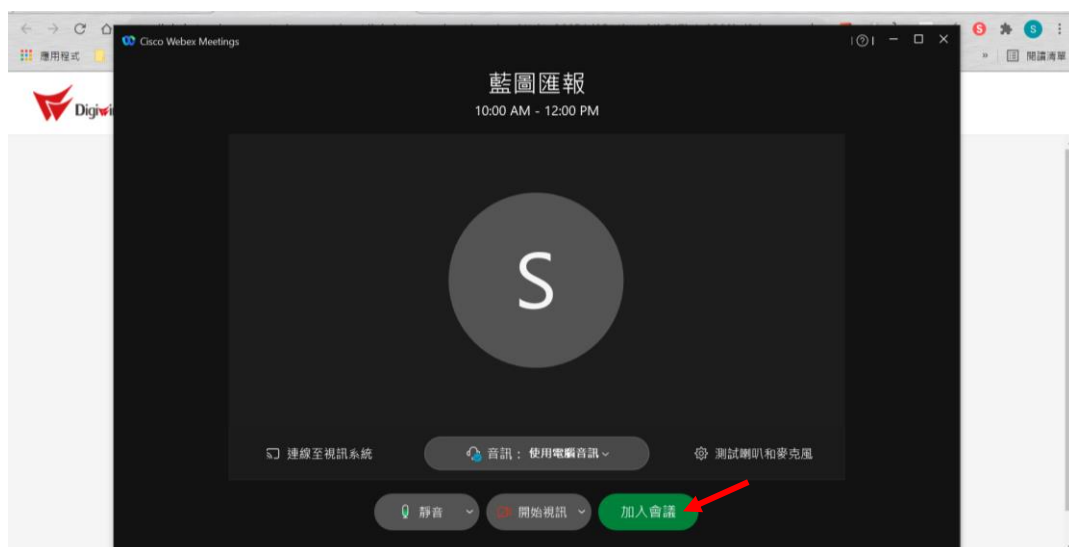 應用程式
S
S
» 閱讀清單
Cisco Webex Meetings
Digiwi
藍圖匯報
10:00 AM - 12:00 PM
S
連線至視訊系統
音訊：使用電腦音訊
測試喇叭和麥克風
靜音
開始視訊
加入會議